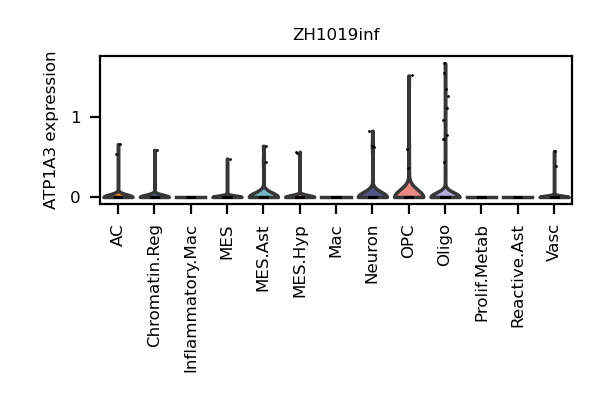 ZH1019inf
ATP1A3 expression
1
0
AC
Chromatin.Reg
Inflammatory.Mac
MES
MES.Ast
MES.Hyp
Mac
Neuron
OPC
Oligo
Prolif.Metab
Reactive.Ast
Vasc